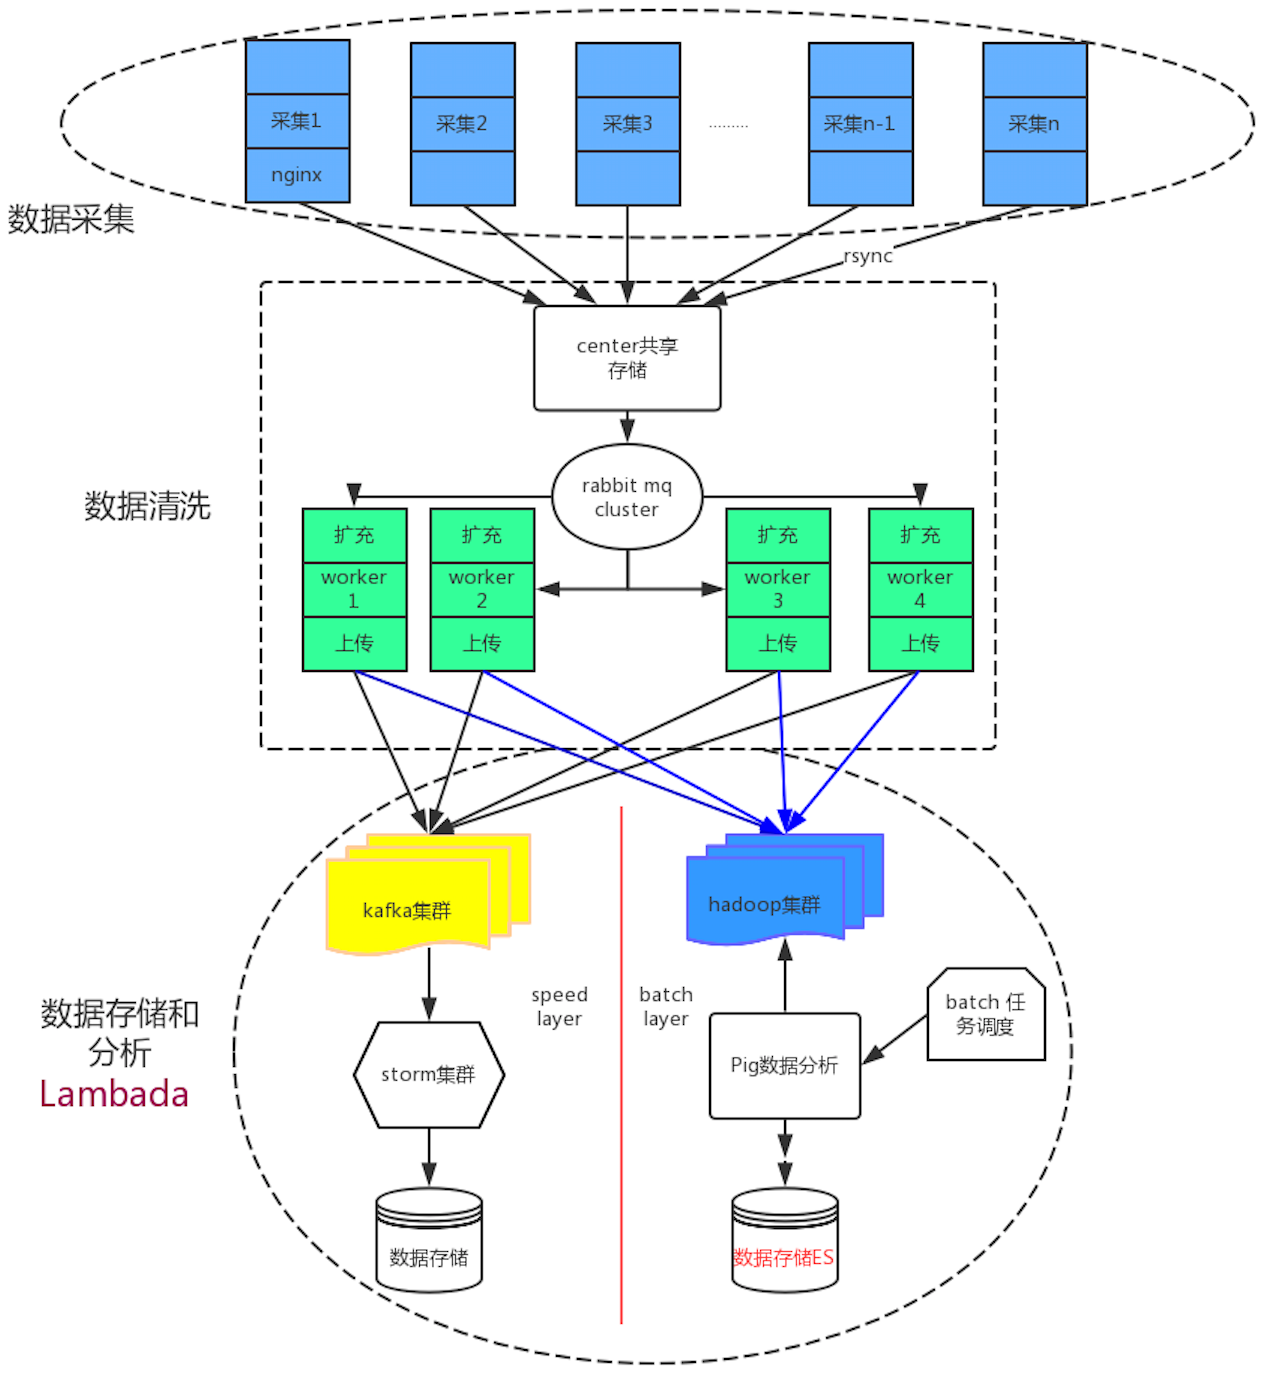 采集1
nginx
采集2
采集3
.........
采集n-1
采集n
数据采集
rsync
center共享
存储
数据清洗
rabbit mq
cluster
扩充
worker
1
上传
扩充
worker
2
上传
扩充
worker
3
上传
扩充
worker
4
上传
kafka集群
hadoop集群
speed
layer
batch
layer
batch 任
务调度
数据存储和
分析
Lambada
storm集群
Pig数据分析
数据存储
数据存储ES